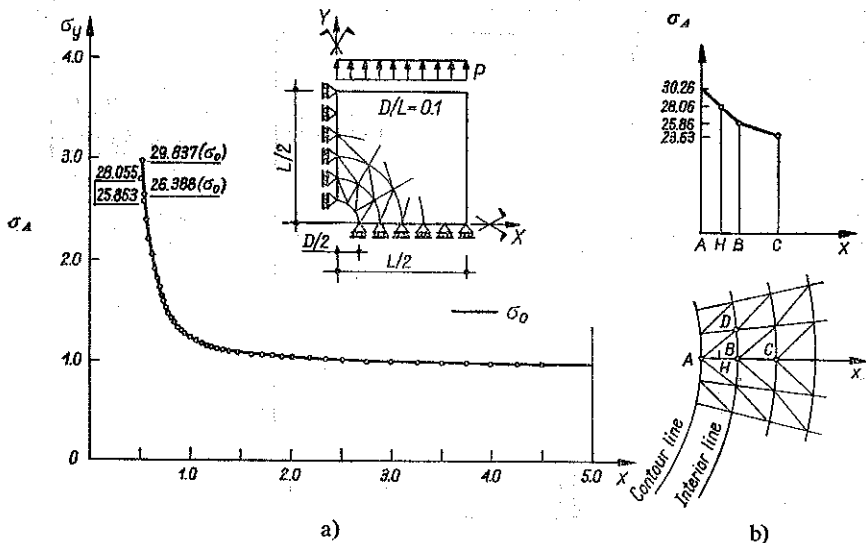 σy
4.0
3.0
2.0
1.0
0
σA
29.837(σ0)
28.055
26.388(σ0)
25.863
1.0
2.0
3.0
4.0
5.0
X
σ0
Y
P
D/L=0.1
L/2
X
D/2
L/2
a)
σA
30.26
28.06
25.86
23.63
A H B C X
D
A B C x
H
Contour line
Interior line
b)